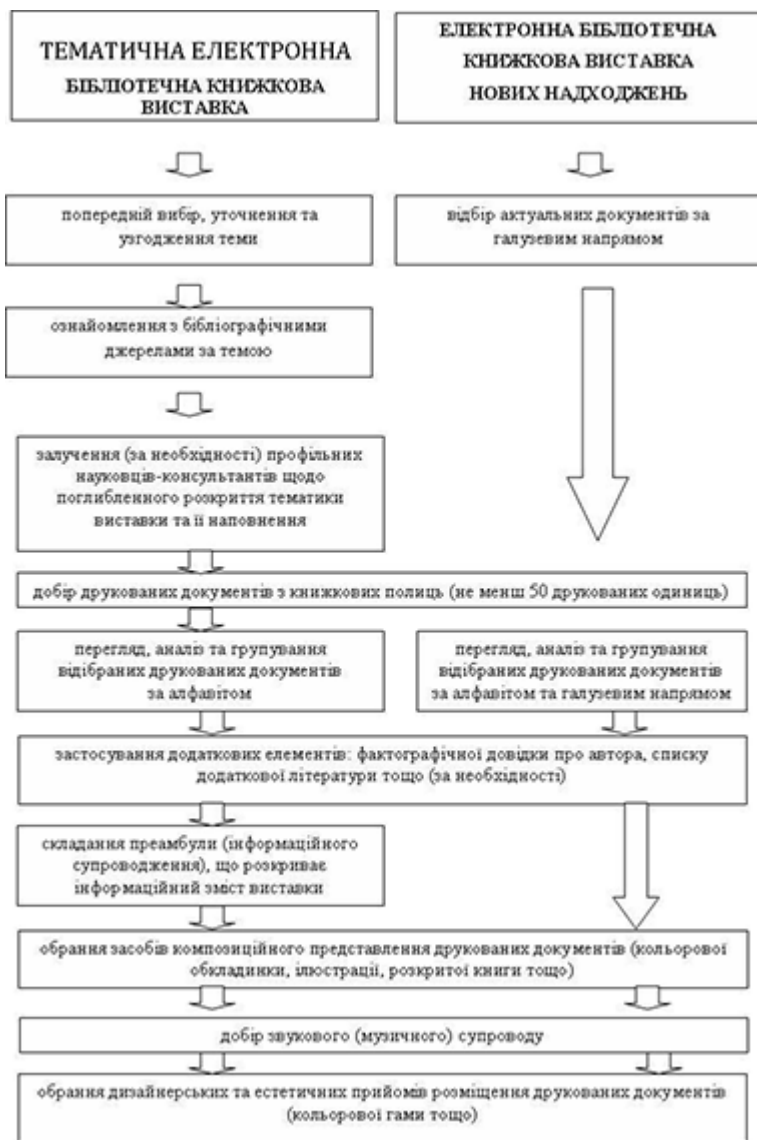 ТЕМАТИЧНА ЕЛЕКТРОННА
БІБЛІОТЕЧНА КНИЖКОВА
ВИСТАВКА
ЕЛЕКТРОННА БІБЛІОТЕЧНА
КНИЖКОВА ВИСТАВКА
НОВИХ НАДХОДЖЕНЬ
попередній вибір, уточнення та
узгодження теми
відбір актуальних документів за
галузевим напрямом
ознайомлення з бібліографічними
джерелами за темою
залучення (за необхідності) профільних
науковців-консультантів щодо
поглибленного розкриття тематики
виставки та її наповнення
добір друкованих документів з книжкових полиць (не менш 50 друкованих одиниць)
перегляд, аналіз та групування
відібраних друкованих документів
за алфавітом
перегляд, аналіз та групування
відібраних друкованих документів
за алфавітом та галузевим напрямом
застосування додаткових елементів: фактографічної довідки про автора, списку
додаткової літератури тощо (за необхідності)
складання преамбули (інформаційного
супроводження), що розкриває
інформаційний зміст виставки
обрання засобів композиційного представлення друкованих документів (кольорової
обкладинки, ілюстрації, розкритої книги тощо)
добір звукового (музичного) супроводу
обрання дизайнерських та естетичних прийомів розміщення друкованих документів
(кольорової гами тощо)